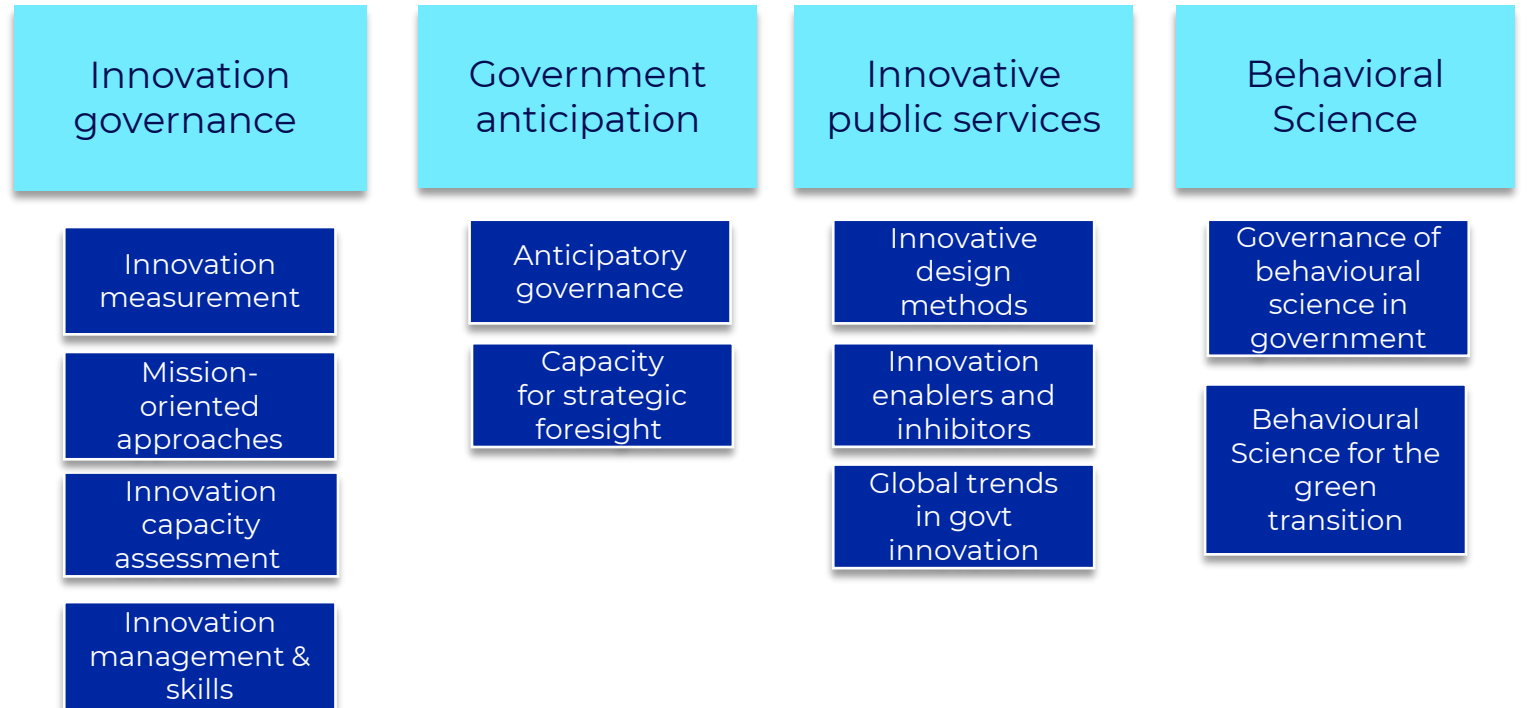 Innovation
governance
Government
anticipation
Innovative
public services
Behavioral
Science
Innovation
measurement
Mission-
oriented
approaches
Innovation
capacity
assessment
Innovation
management &
skills
Anticipatory
governance
Capacity
for strategic
foresight
Innovative
design
methods
Innovation
enablers and
inhibitors
Global trends
in govt
innovation
Governance of
behavioural
science in
government
Behavioural
Science for the
green
transition